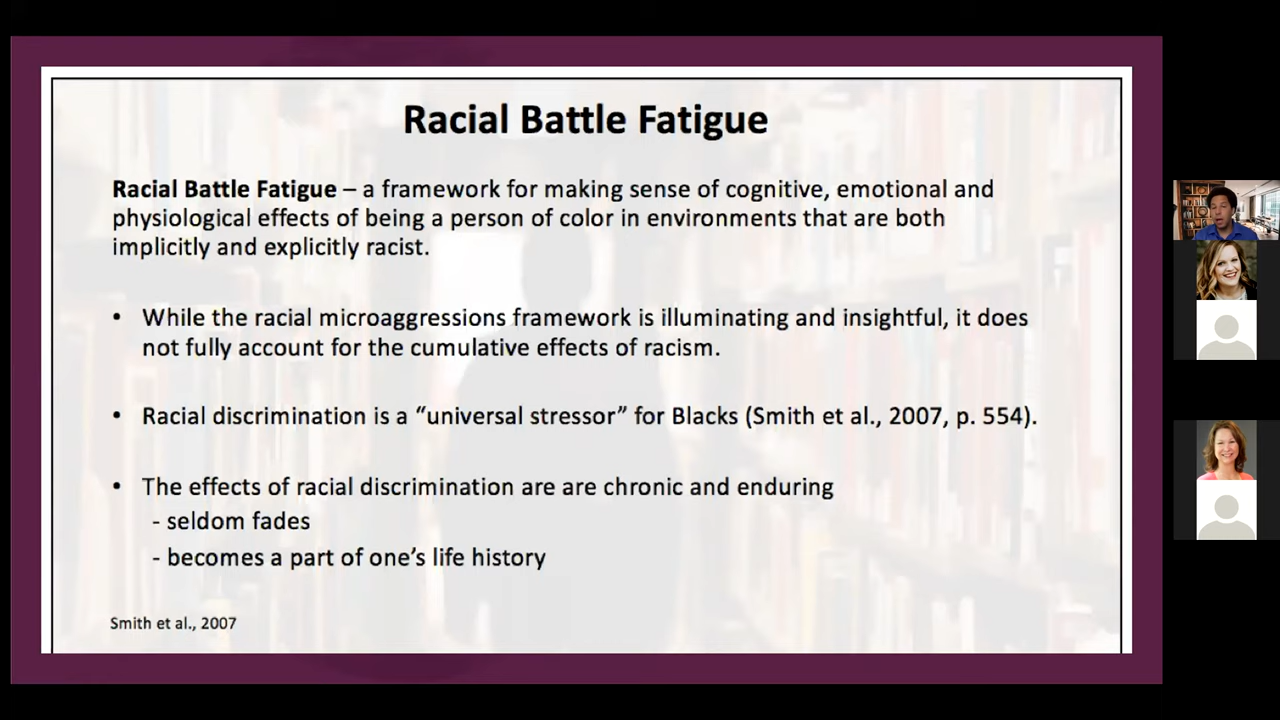 Racial Battle Fatigue
Racial Battle Fatigue – a framework for making sense of cognitive, emotional and
physiological effects of being a person of color in environments that are both
implicitly and explicitly racist.
• While the racial microaggressions framework is illuminating and insightful, it does
not fully account for the cumulative effects of racism.
• Racial discrimination is a “universal stressor” for Blacks (Smith et al., 2007, p. 554).
• The effects of racial discrimination are are chronic and enduring
- seldom fades
- becomes a part of one’s life history
Smith et al., 2007